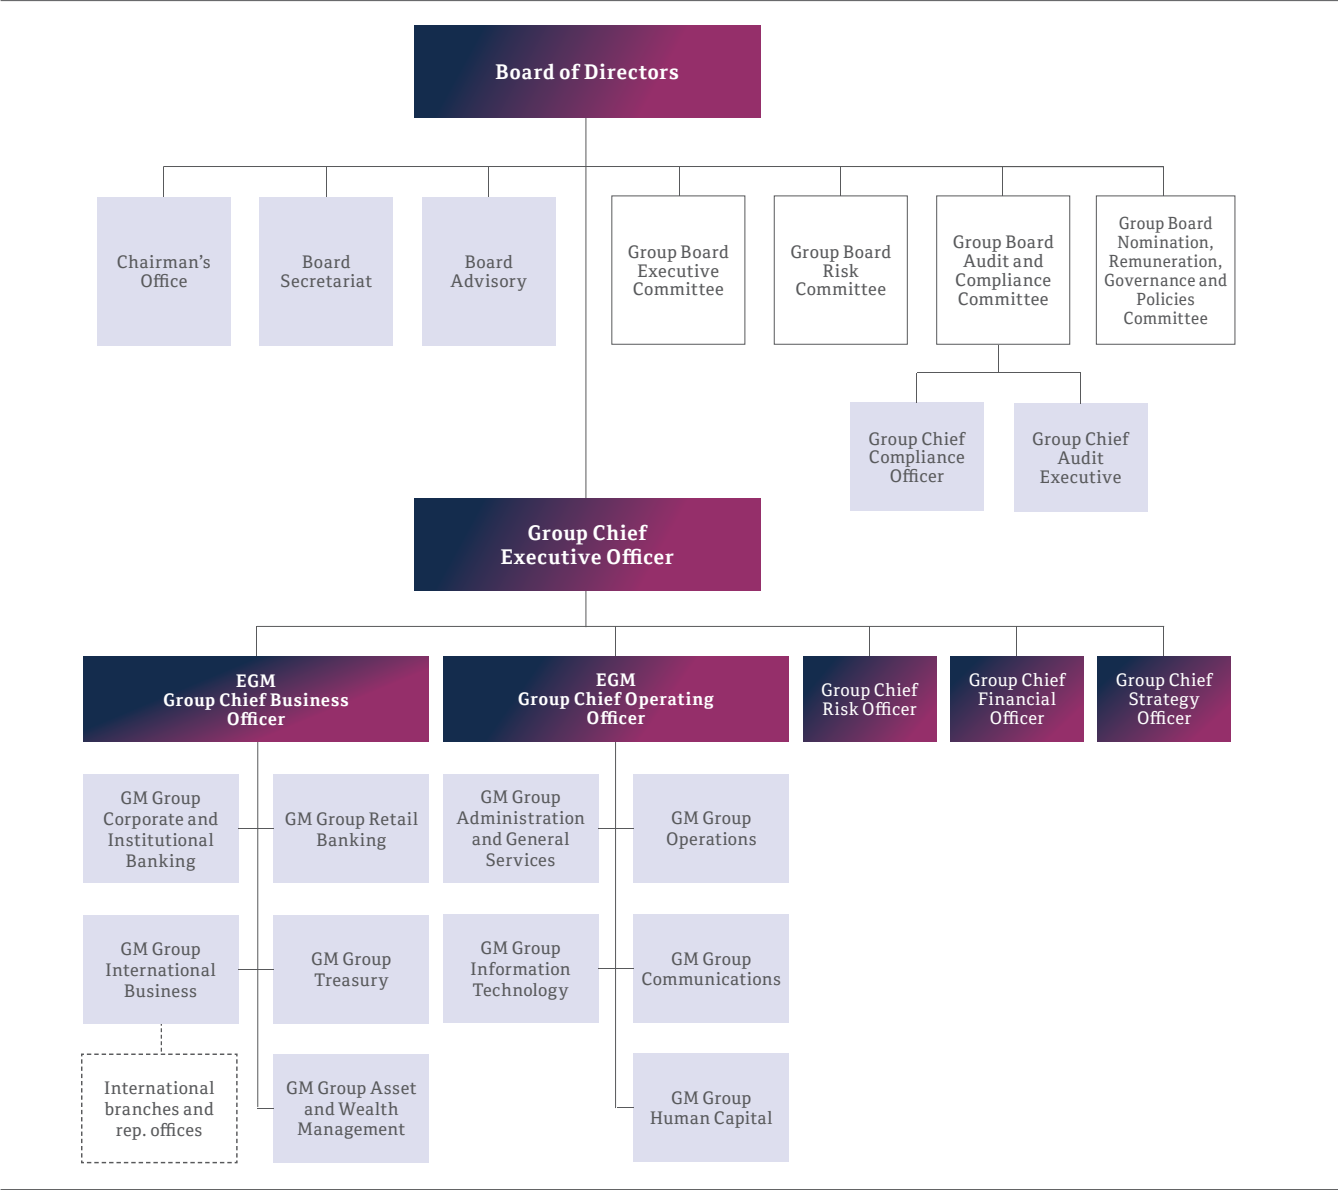 Board of Directors
Chairman’s
Office
Board
Secretariat
Board
Advisory
Group Board
Executive
Committee
Group Board
Risk
Committee
Group Board
Audit and
Compliance
Committee
Group Board
Nomination,
Remuneration,
Governance and
Policies
Committee
Group Chief
Compliance
Officer
Group Chief
Audit
Executive
Group Chief
Executive Officer
EGM
Group Chief Business
Officer
EGM
Group Chief Operating
Officer
Group Chief
Risk Officer
Group Chief
Financial
Officer
Group Chief
Strategy
Officer
GM Group
Corporate and
Institutional
Banking
GM Group Retail
Banking
GM Group
Administration
and General
Services
GM Group
Operations
GM Group
International
Business
GM Group
Treasury
GM Group
Information
Technology
GM Group
Communications
International
branches and
rep. offices
GM Group Asset
and Wealth
Management
GM Group
Human Capital